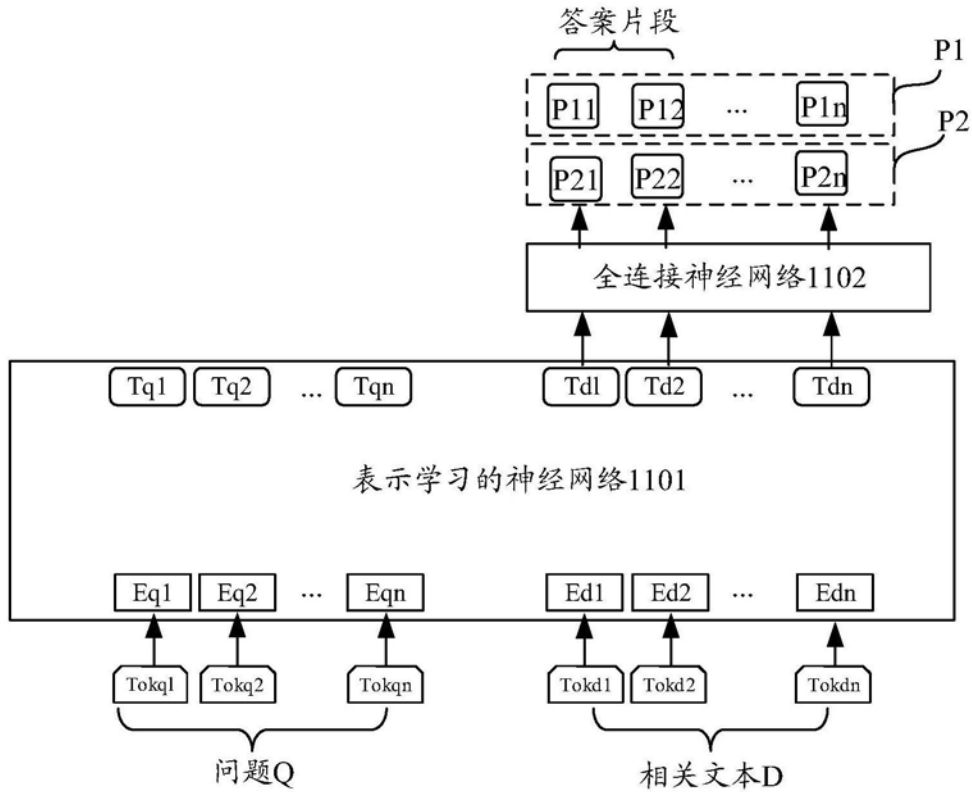 答案片段
P1
P11 P12 ... P1n
P2
P21 P22 ... P2n
全连接神经网络1102
Tq1 Tq2 ... Tqn Td1 Td2 ... Tdn
表示学习的神经网络1101
Eq1 Eq2 ... Eqn Ed1 Ed2 ... Edn
Tokq1 Tokq2 Tokqn Tokd1 Tokd2 Tokdn
问题Q 相关文本D